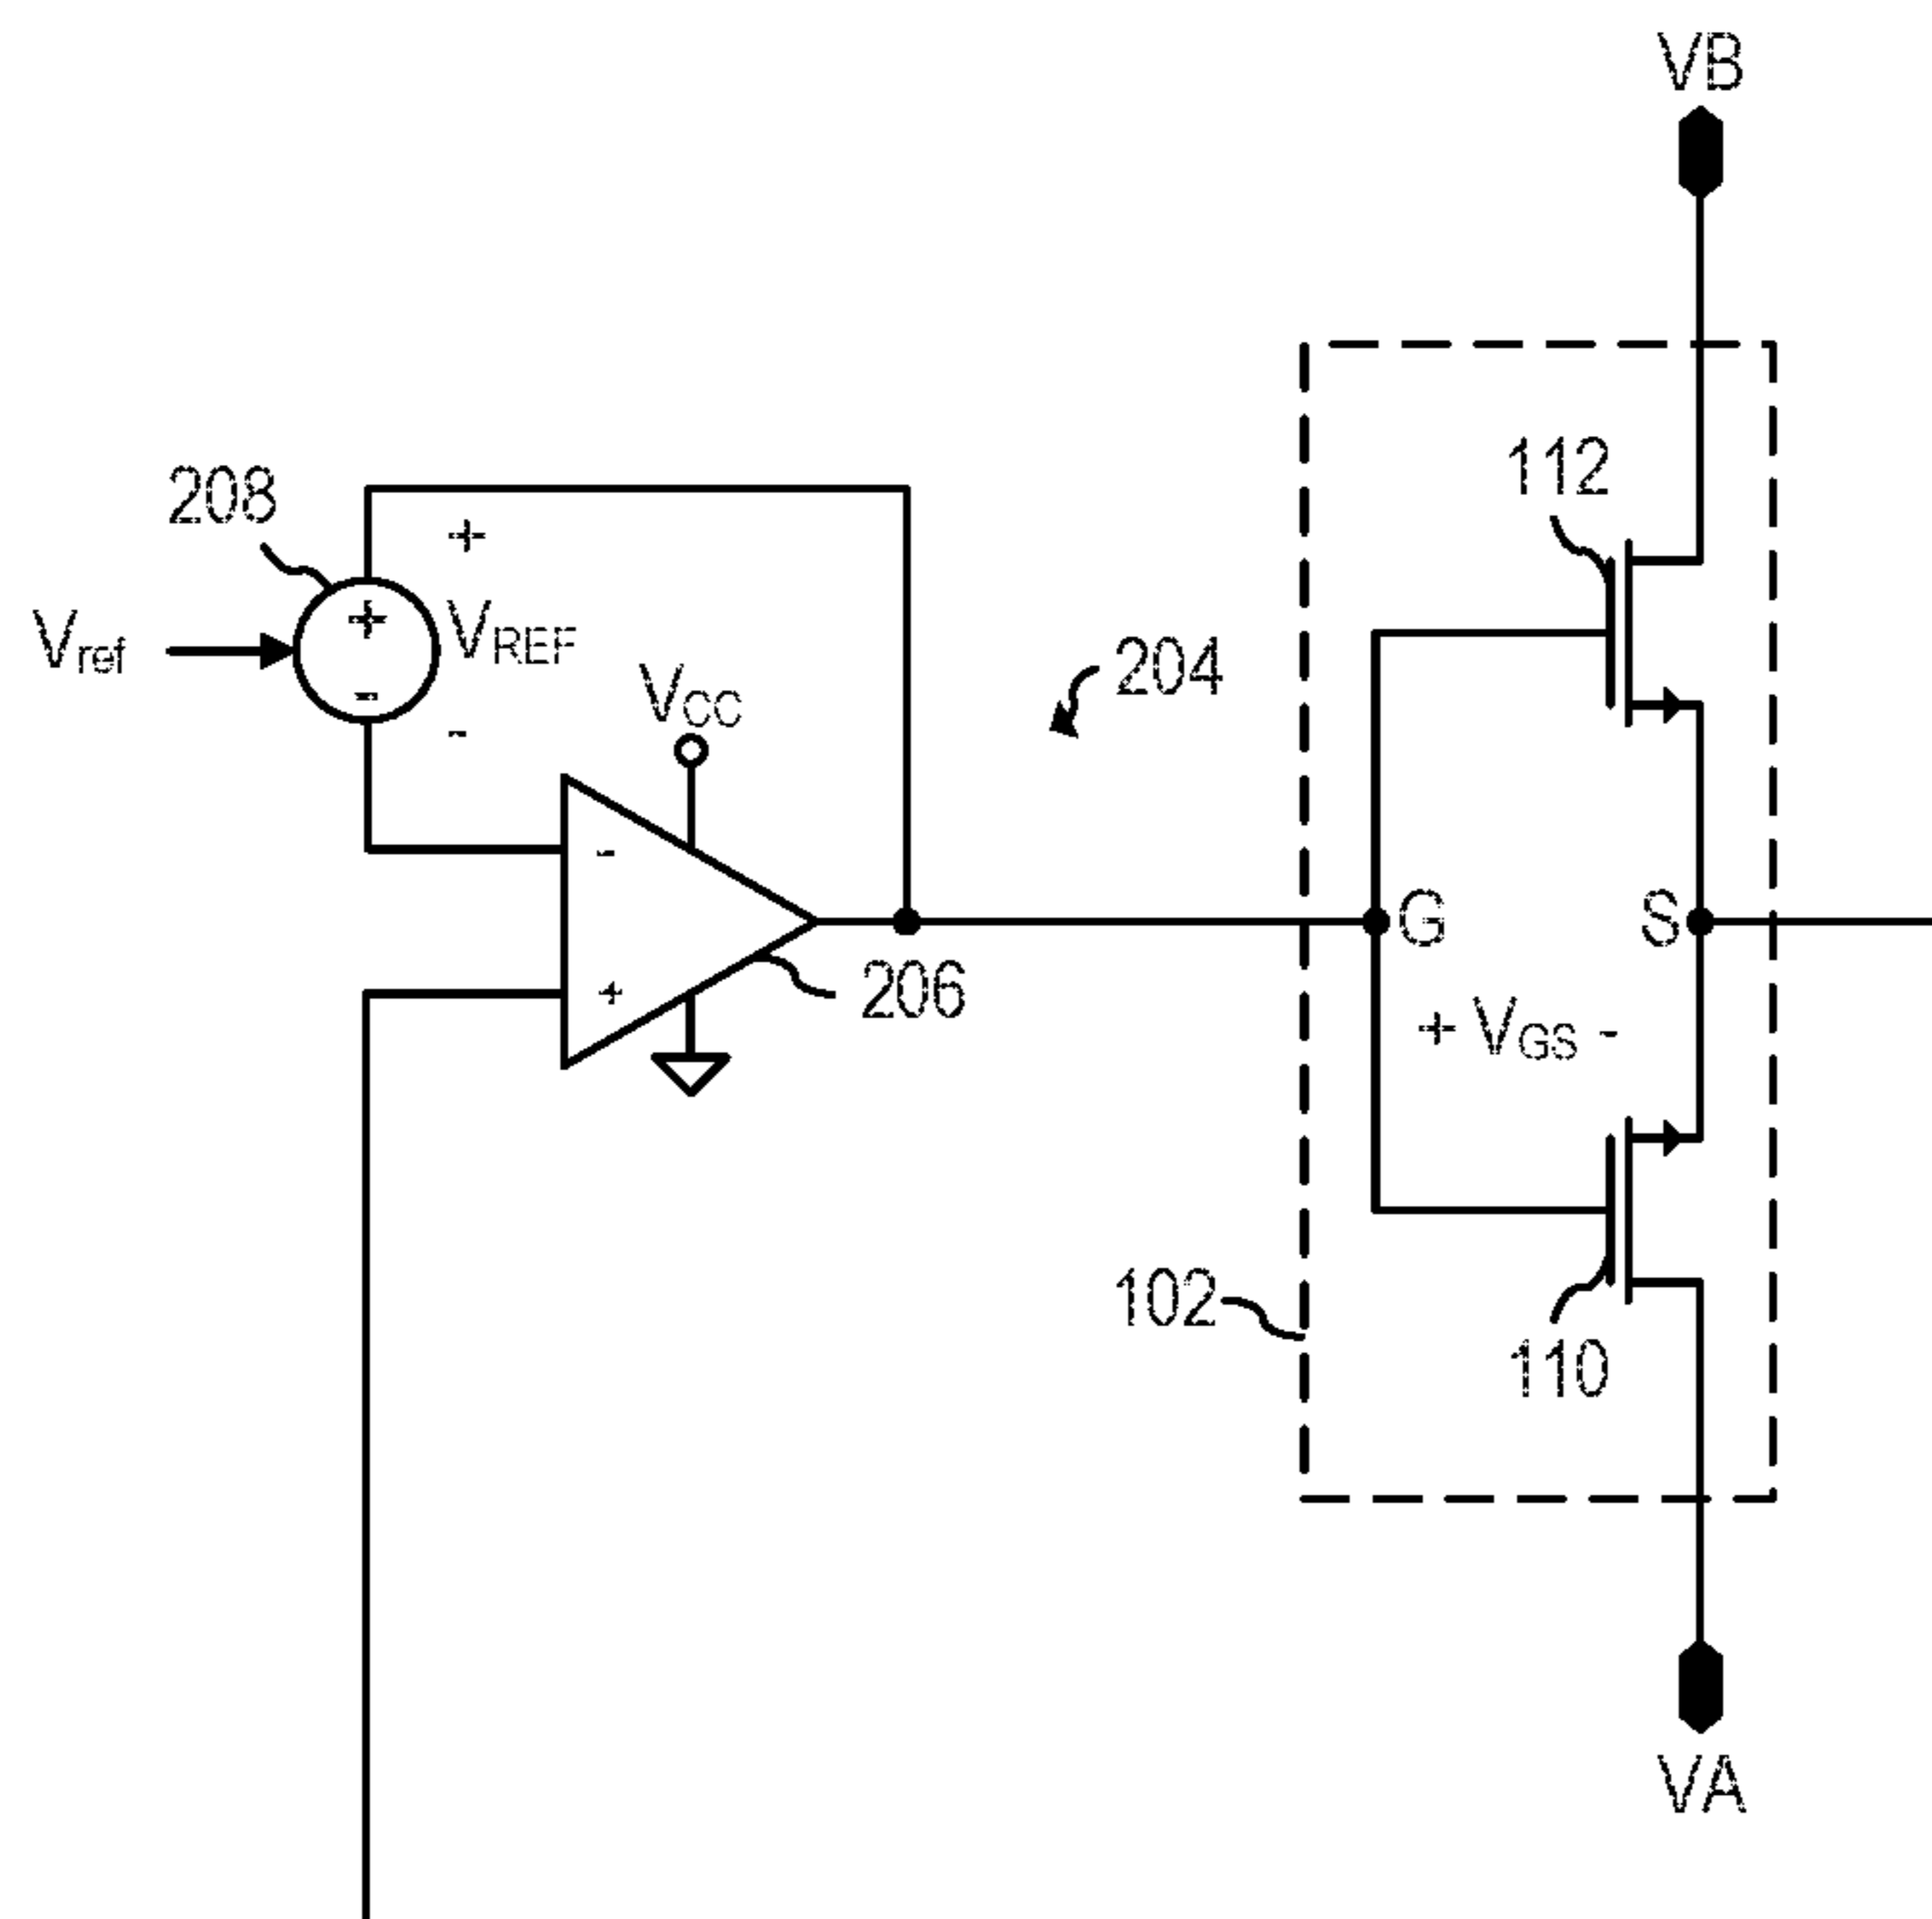 VB
112
208
+
+
Vref
VREF
-
-
VCC
204
-
G
S
+
206
+ VGS -
102
110
VA